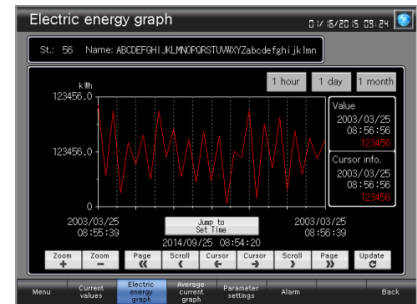 Electric energy graph
01/16/2015 09:24
St.: 56 Name: ABCDEFGHIJKLMNOPQRSTUVWXYZabcdefghijklmn
1 hour 1 day 1 month
kWh
123456.0
123456.0
0
Value
2003/03/25
08:56:56
123456
Cursor info.
2003/03/25
08:56:56
123456
2003/03/25
08:55:39
Jump to
Set Time
2014/09/25 08:54:20
2003/03/25
08:56:39
Zoom + Zoom - Page « Scroll ‹ Cursor ← Cursor → Scroll › Page » Update
Menu Current values Electric energy graph Average current graph Parameter settings Alarm Back